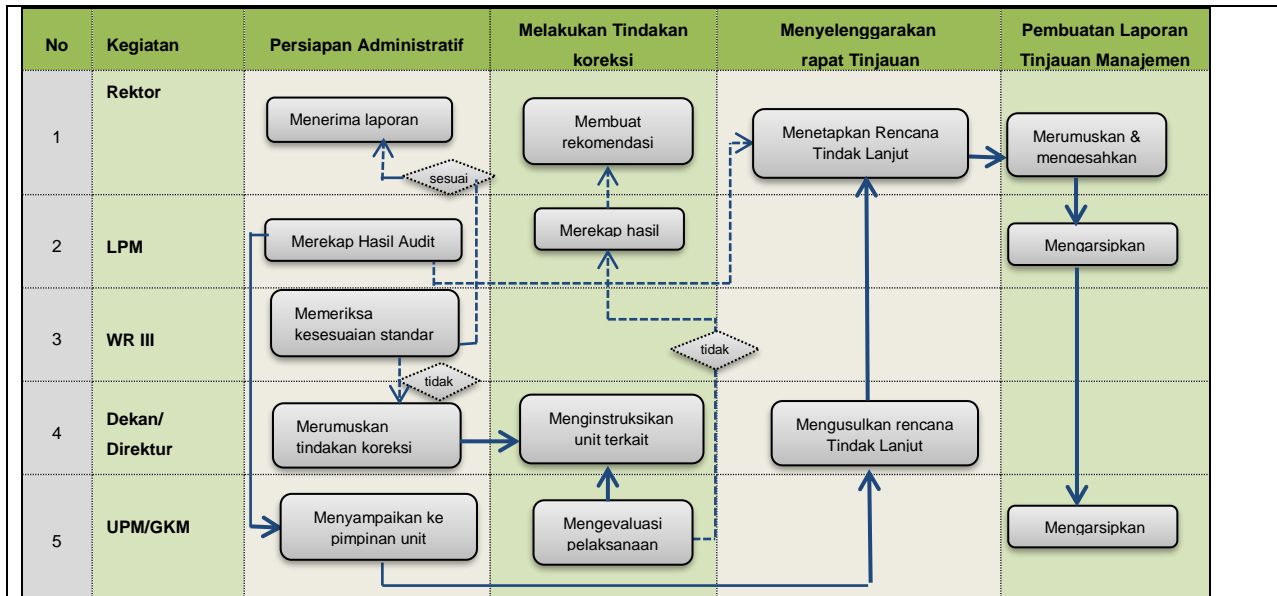 No
Kegiatan
Persiapan Administratif
Melakukan Tindakan
koreksi
Menyelenggarakan
rapat Tinjauan
Pembuatan Laporan
Tinjauan Manajemen
1
Rektor
Menerima laporan
sesuai
Membuat
rekomendasi
Menetapkan Rencana
Tindak Lanjut
Merumuskan &
mengesahkan
2
LPM
Merekap Hasil Audit
Merekap hasil
Mengarsipkan
3
WR III
Memeriksa
kesesuaian standar
tidak
tidak
4
Dekan/
Direktur
Merumuskan
tindakan koreksi
Menginstruksikan
unit terkait
Mengusulkan rencana
Tindak Lanjut
5
UPM/GKM
Menyampaikan ke
pimpinan unit
Mengevaluasi
pelaksanaan
Mengarsipkan